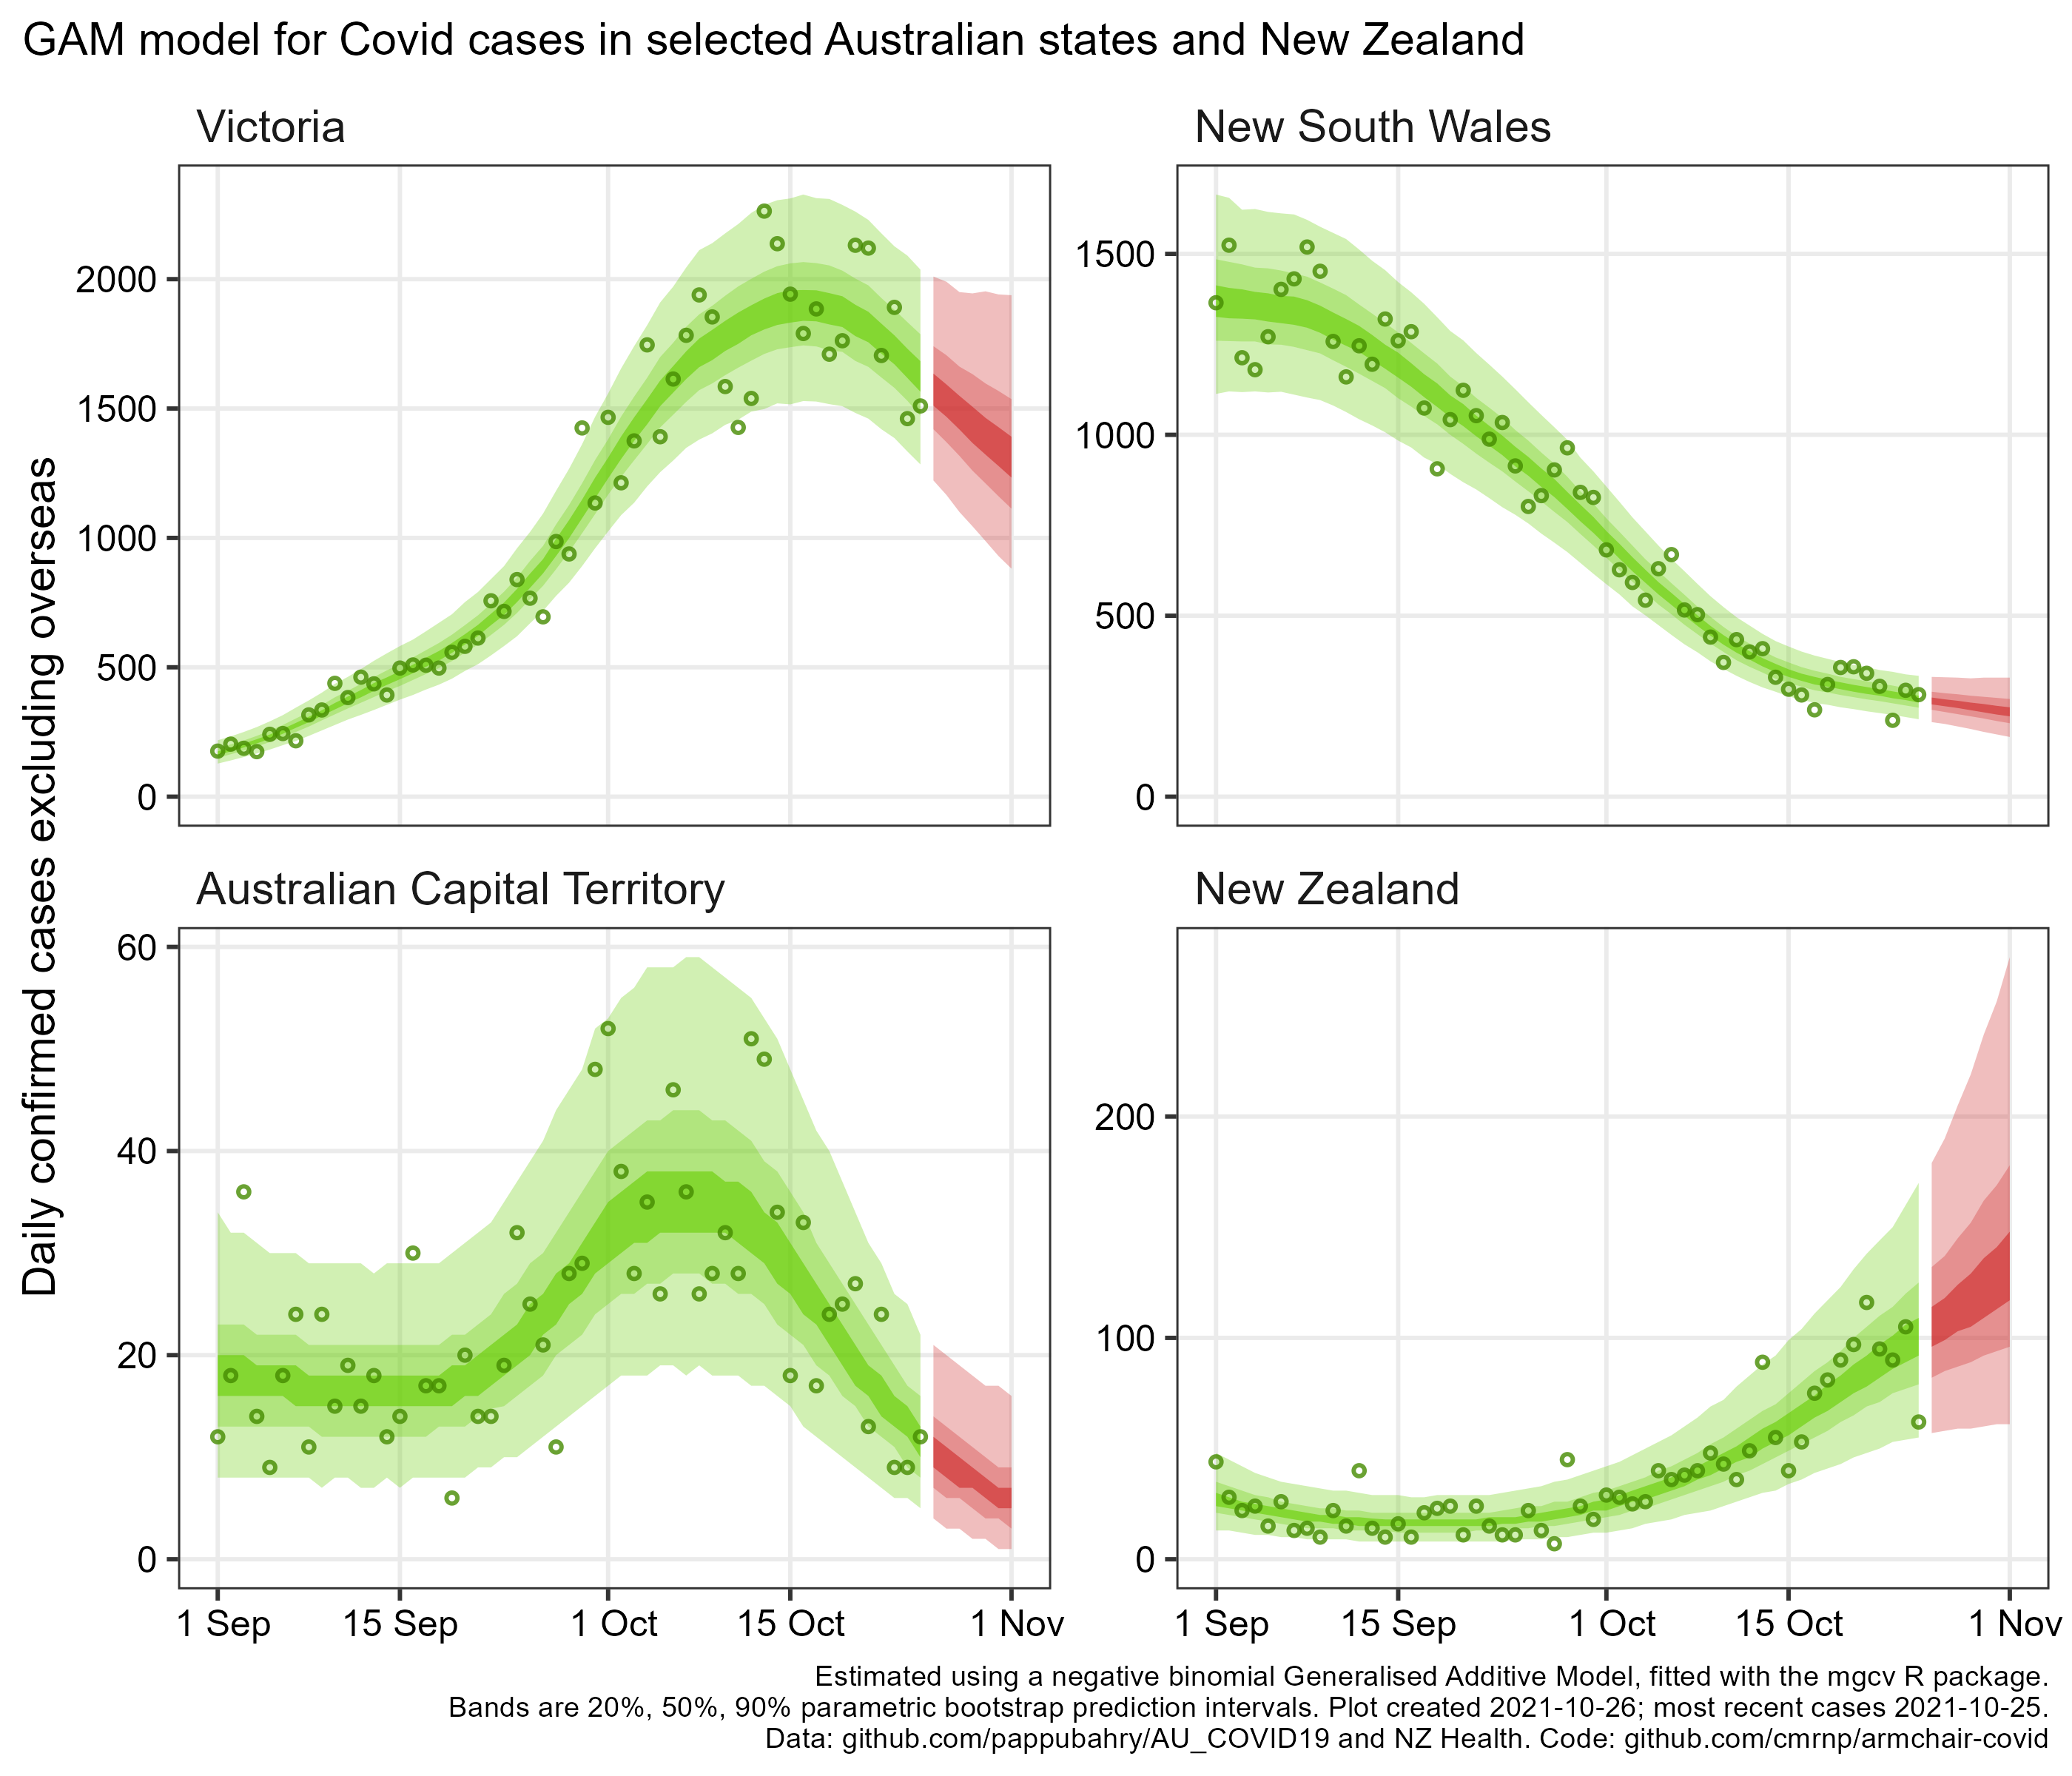 GAM model for Covid cases in selected Australian states and New Zealand
Daily confirmed cases excluding overseas
Victoria
2000
1500
1000
500
0
New South Wales
1500
1000
500
0
Australian Capital Territory
60
40
20
0
1 Sep 15 Sep 1 Oct 15 Oct 1 Nov
New Zealand
200
100
0
1 Sep 15 Sep 1 Oct 15 Oct 1 Nov
Estimated using a negative binomial Generalised Additive Model, fitted with the mgcv R package.
Bands are 20%, 50%, 90% parametric bootstrap prediction intervals. Plot created 2021-10-26; most recent cases 2021-10-25.
Data: github.com/pappubahry/AU_COVID19 and NZ Health. Code: github.com/cmrnp/armchair-covid